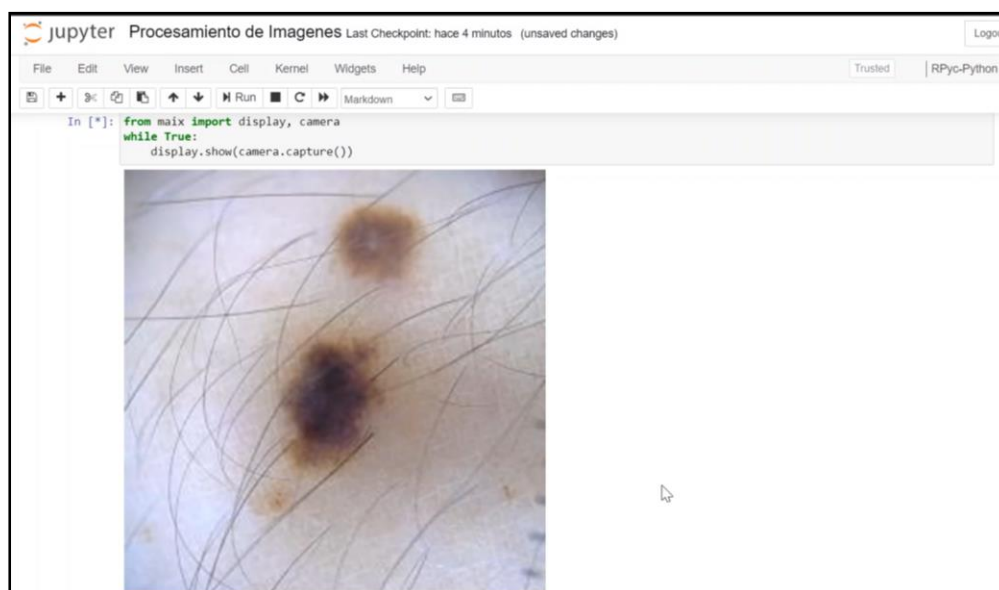 jupyter Procesamiento de Imagenes Last Checkpoint: hace 4 minutos (unsaved changes)
File Edit View Insert Cell Kernel Widgets Help Trusted RPyc-Python
Run Markdown
In [*]: from maix import display, camera
while True:
display.show(camera.capture())